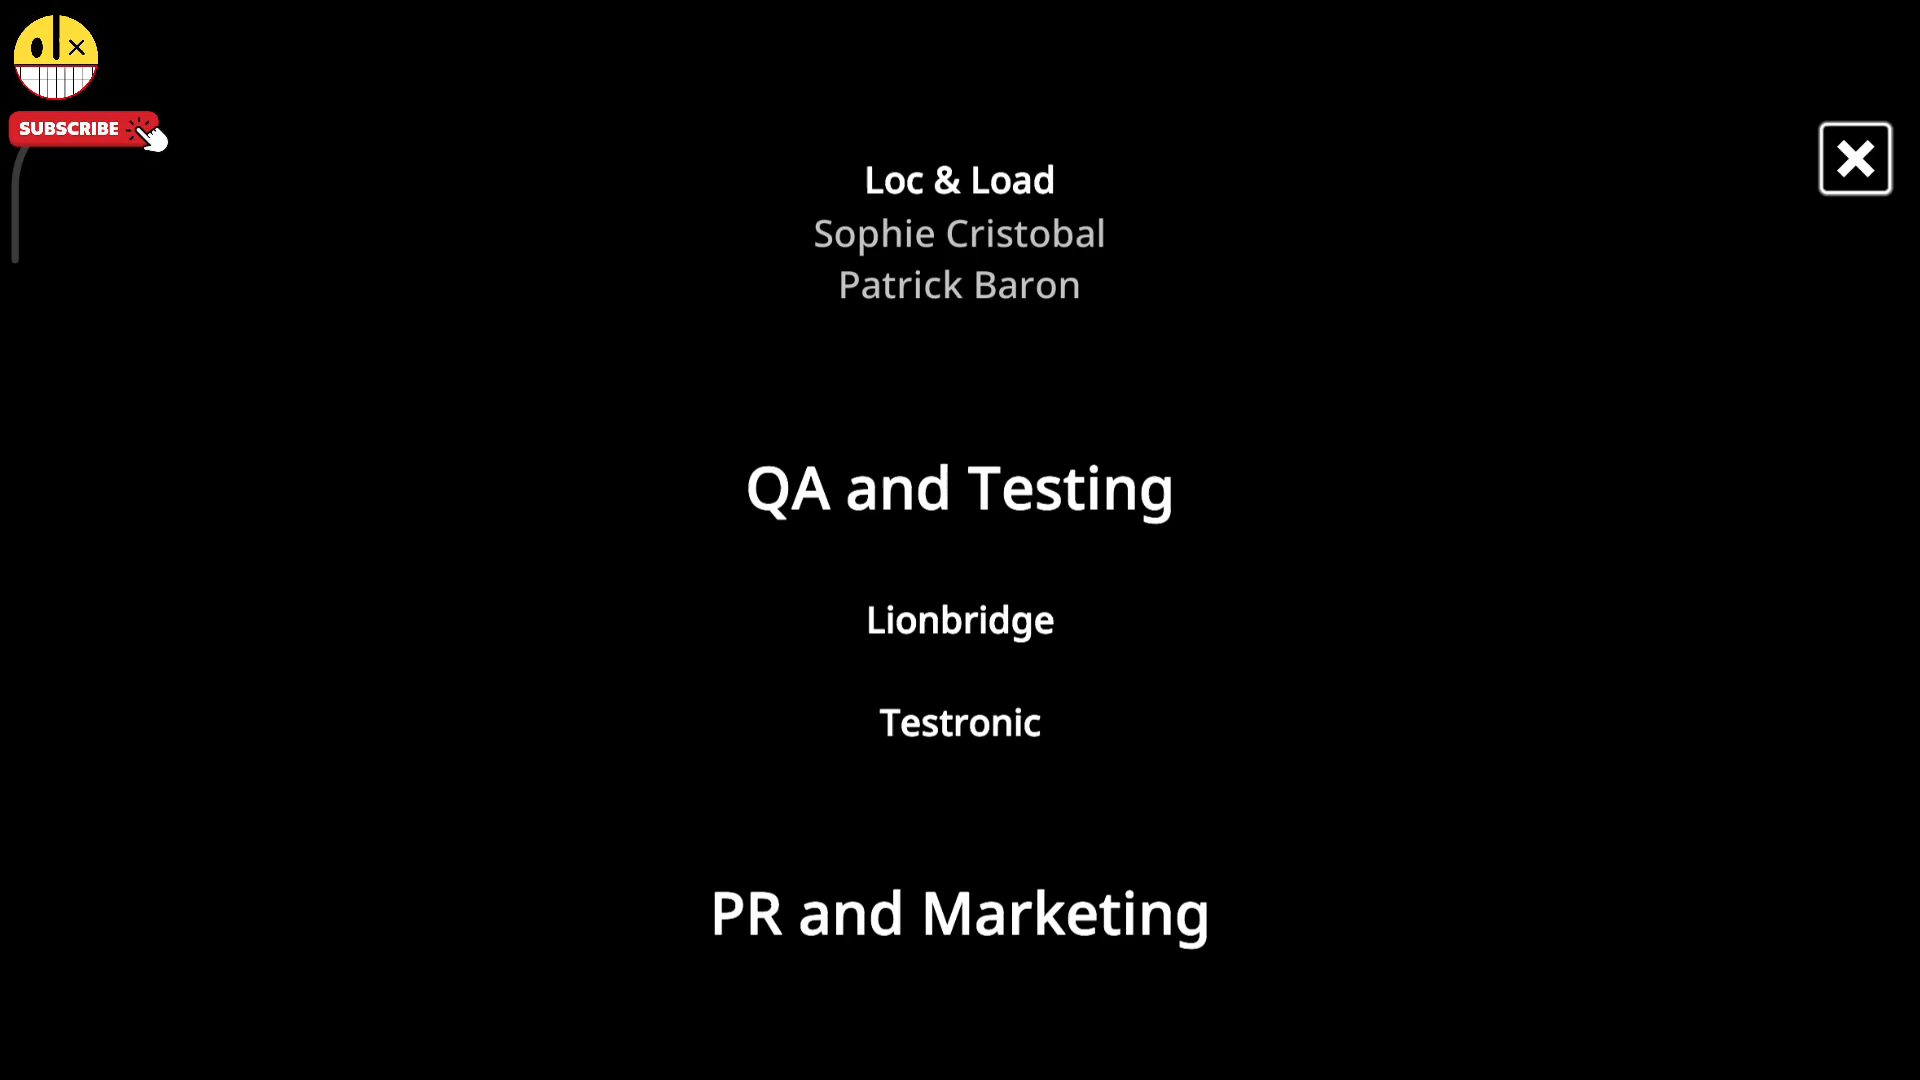 SUBSCRIBE
Loc & Load
Sophie Cristobal
Patrick Baron
QA and Testing
Lionbridge
Testronic
PR and Marketing